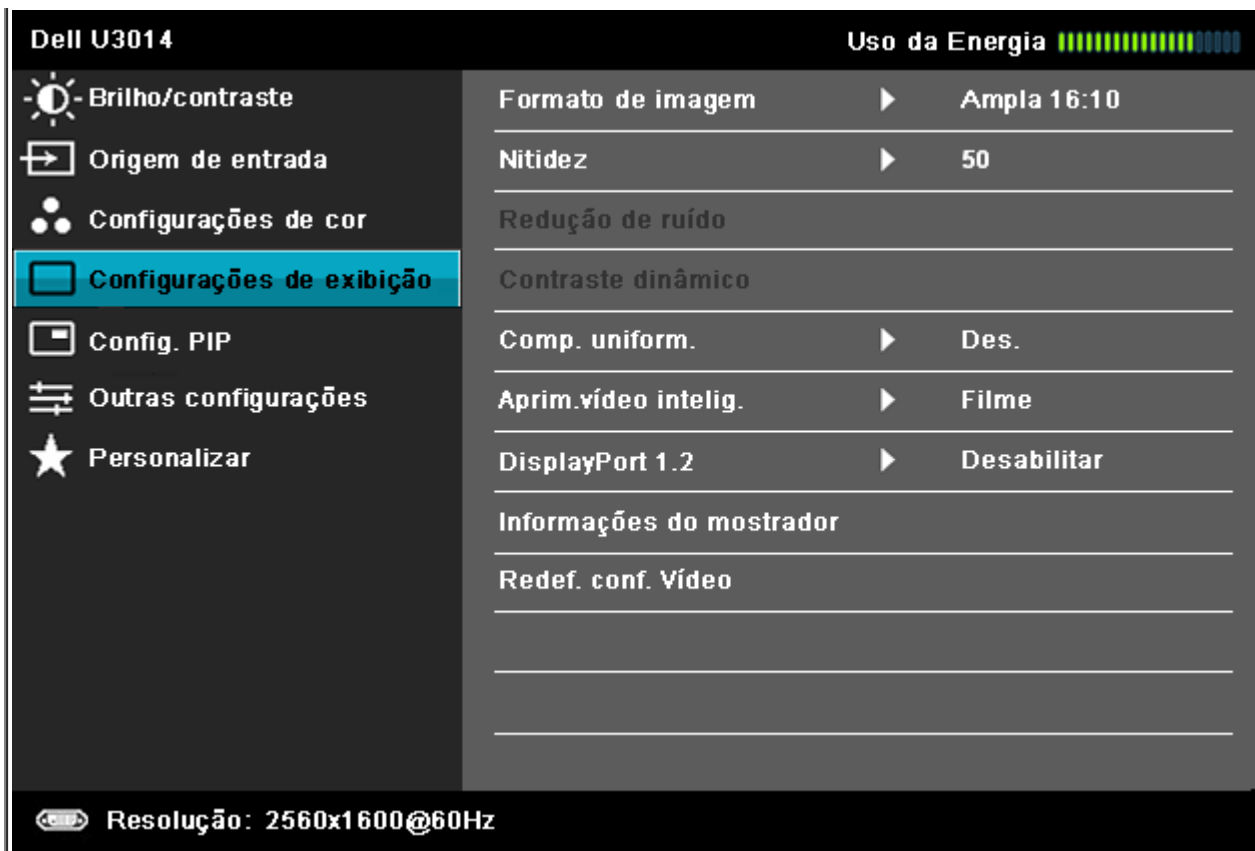 Dell U3014
Uso da Energia
Brilho/contraste
Origem de entrada
Configurações de cor
Configurações de exibição
Config. PIP
Outras configurações
Personalizar
Formato de imagem Ampla 16:10
Nitidez 50
Redução de ruído
Contraste dinâmico
Comp. uniform. Des.
Aprim.vídeo intelig. Filme
DisplayPort 1.2 Desabilitar
Informações do mostrador
Redef. conf. Vídeo
Resolução: 2560x1600@60Hz